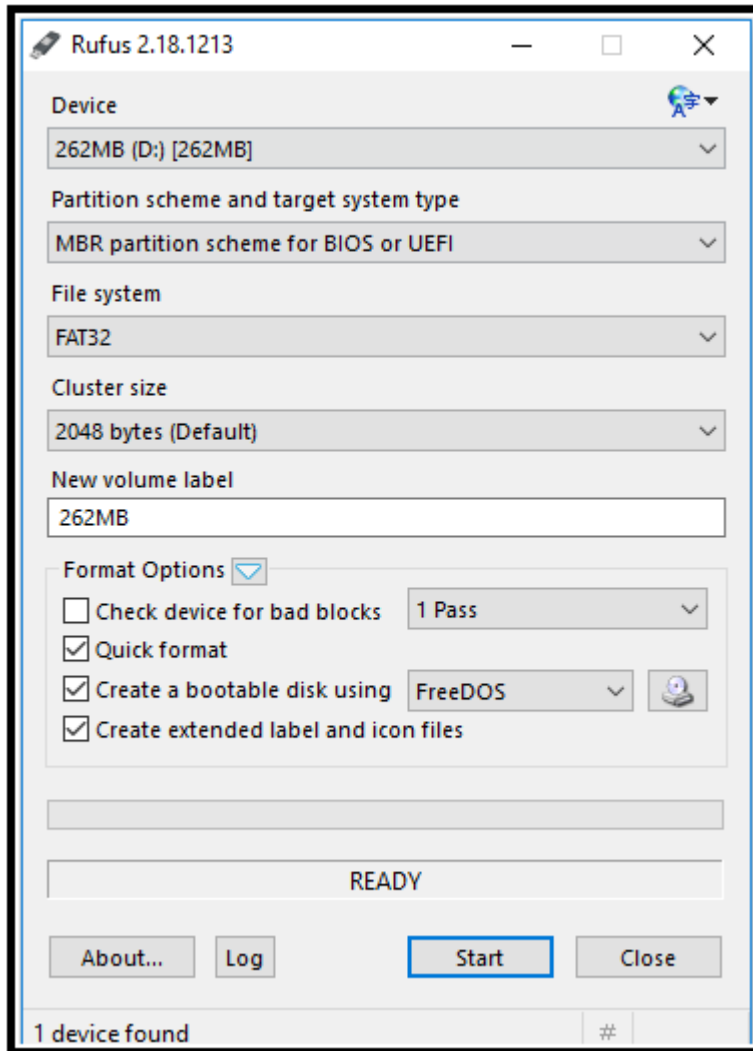 Rufus 2.18.1213
Device
262MB (D:) [262MB]
Partition scheme and target system type
MBR partition scheme for BIOS or UEFI
File system
FAT32
Cluster size
2048 bytes (Default)
New volume label
262MB
Format Options
Check device for bad blocks 1 Pass
Quick format
Create a bootable disk using FreeDOS
Create extended label and icon files
READY
About... Log Start Close
1 device found #